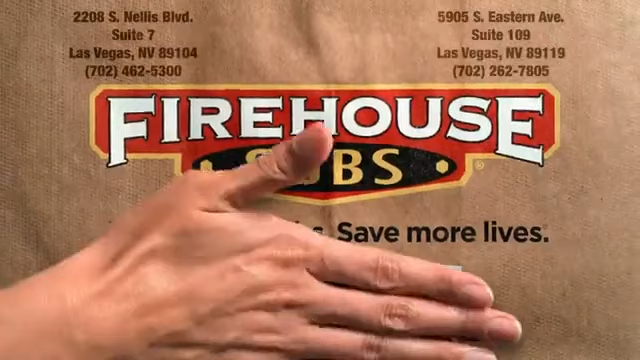 2208 S. Nellis Blvd.
Suite 7
Las Vegas, NV 89104
(702) 462-5300
5905 S. Eastern Ave.
Suite 109
Las Vegas, NV 89119
(702) 262-7805
FIREHOUSE
SUBS®
Save more lives.